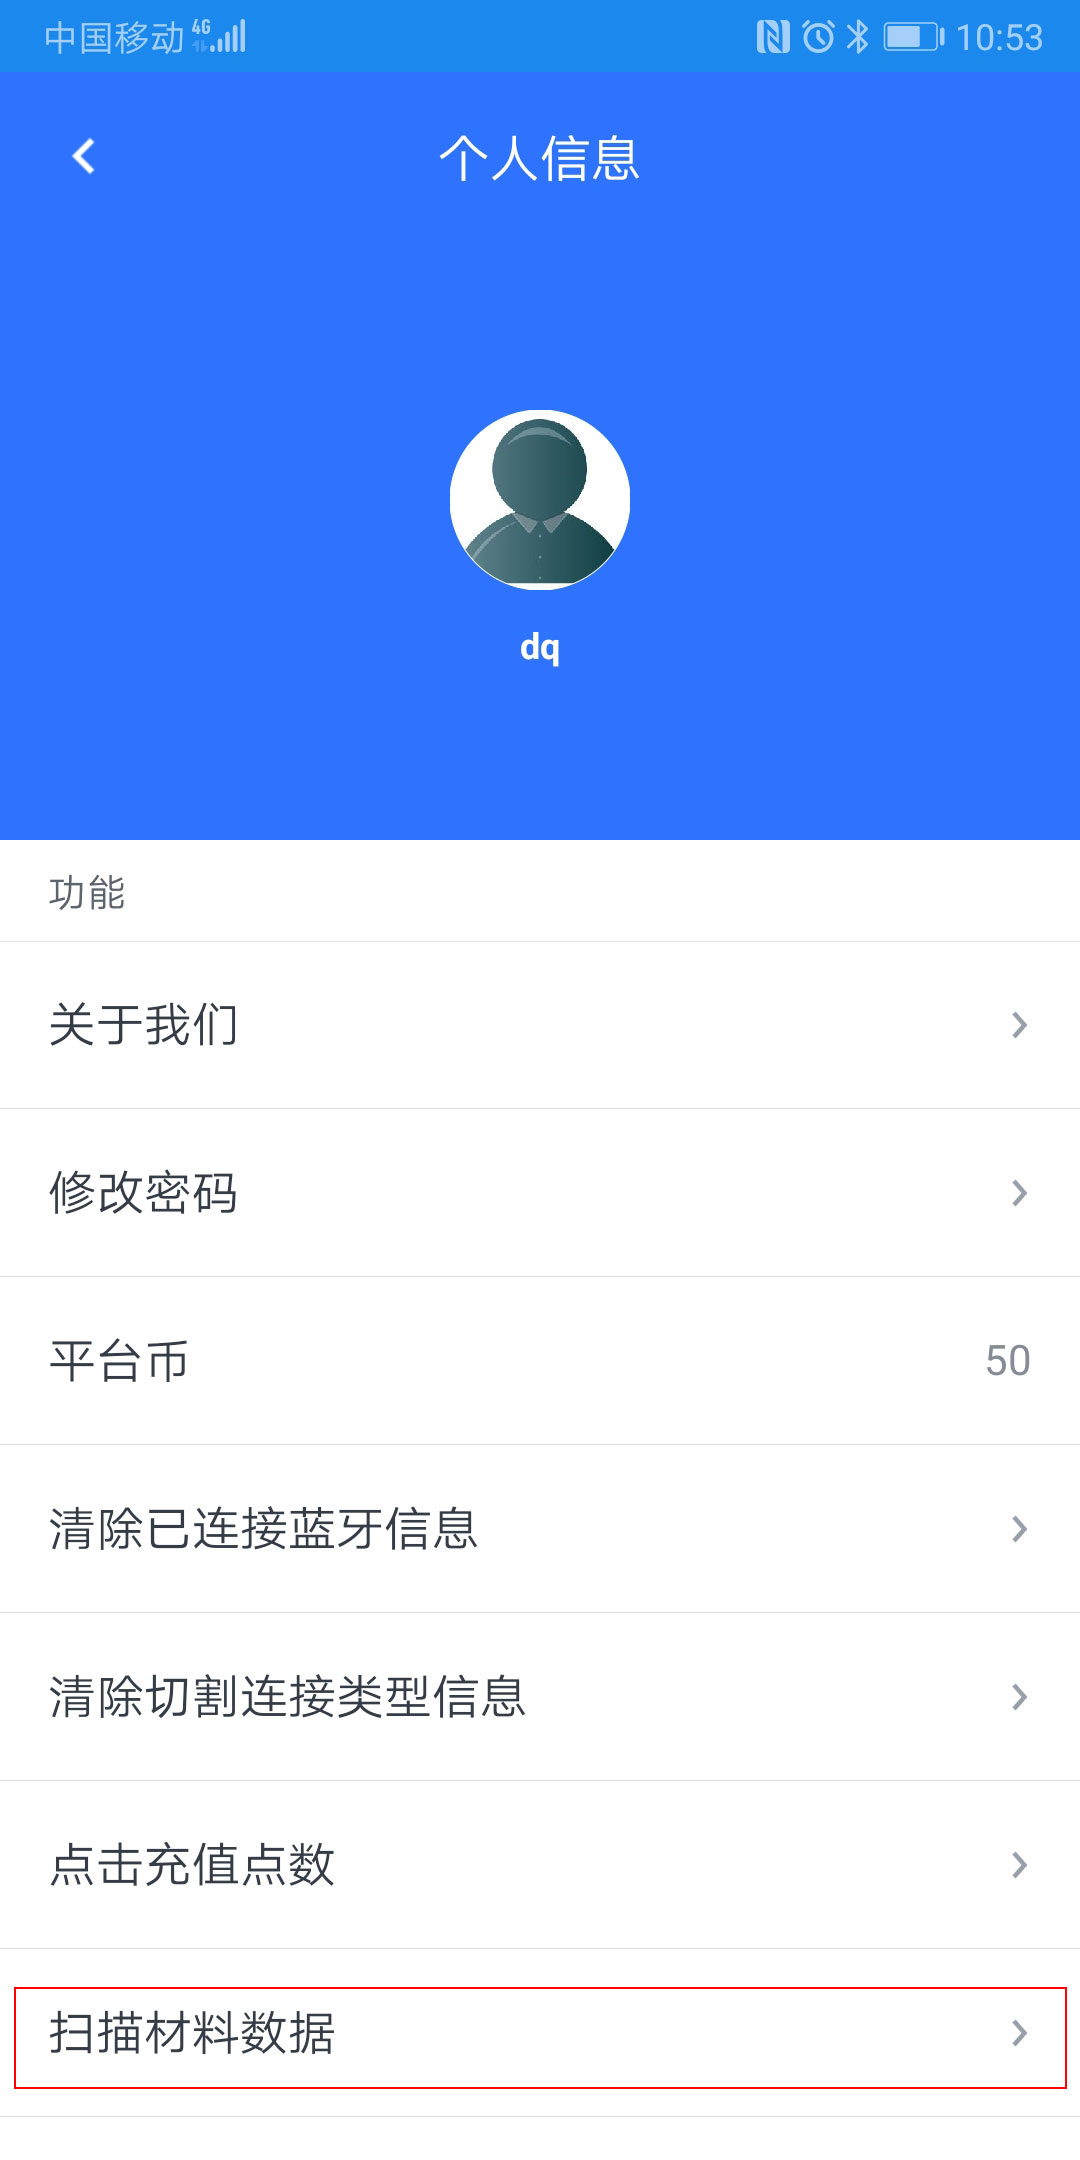 中国移动 4G 10:53
个人信息
dq
功能
关于我们
修改密码
平台币 50
清除已连接蓝牙信息
清除切割连接类型信息
点击充值点数
扫描材料数据